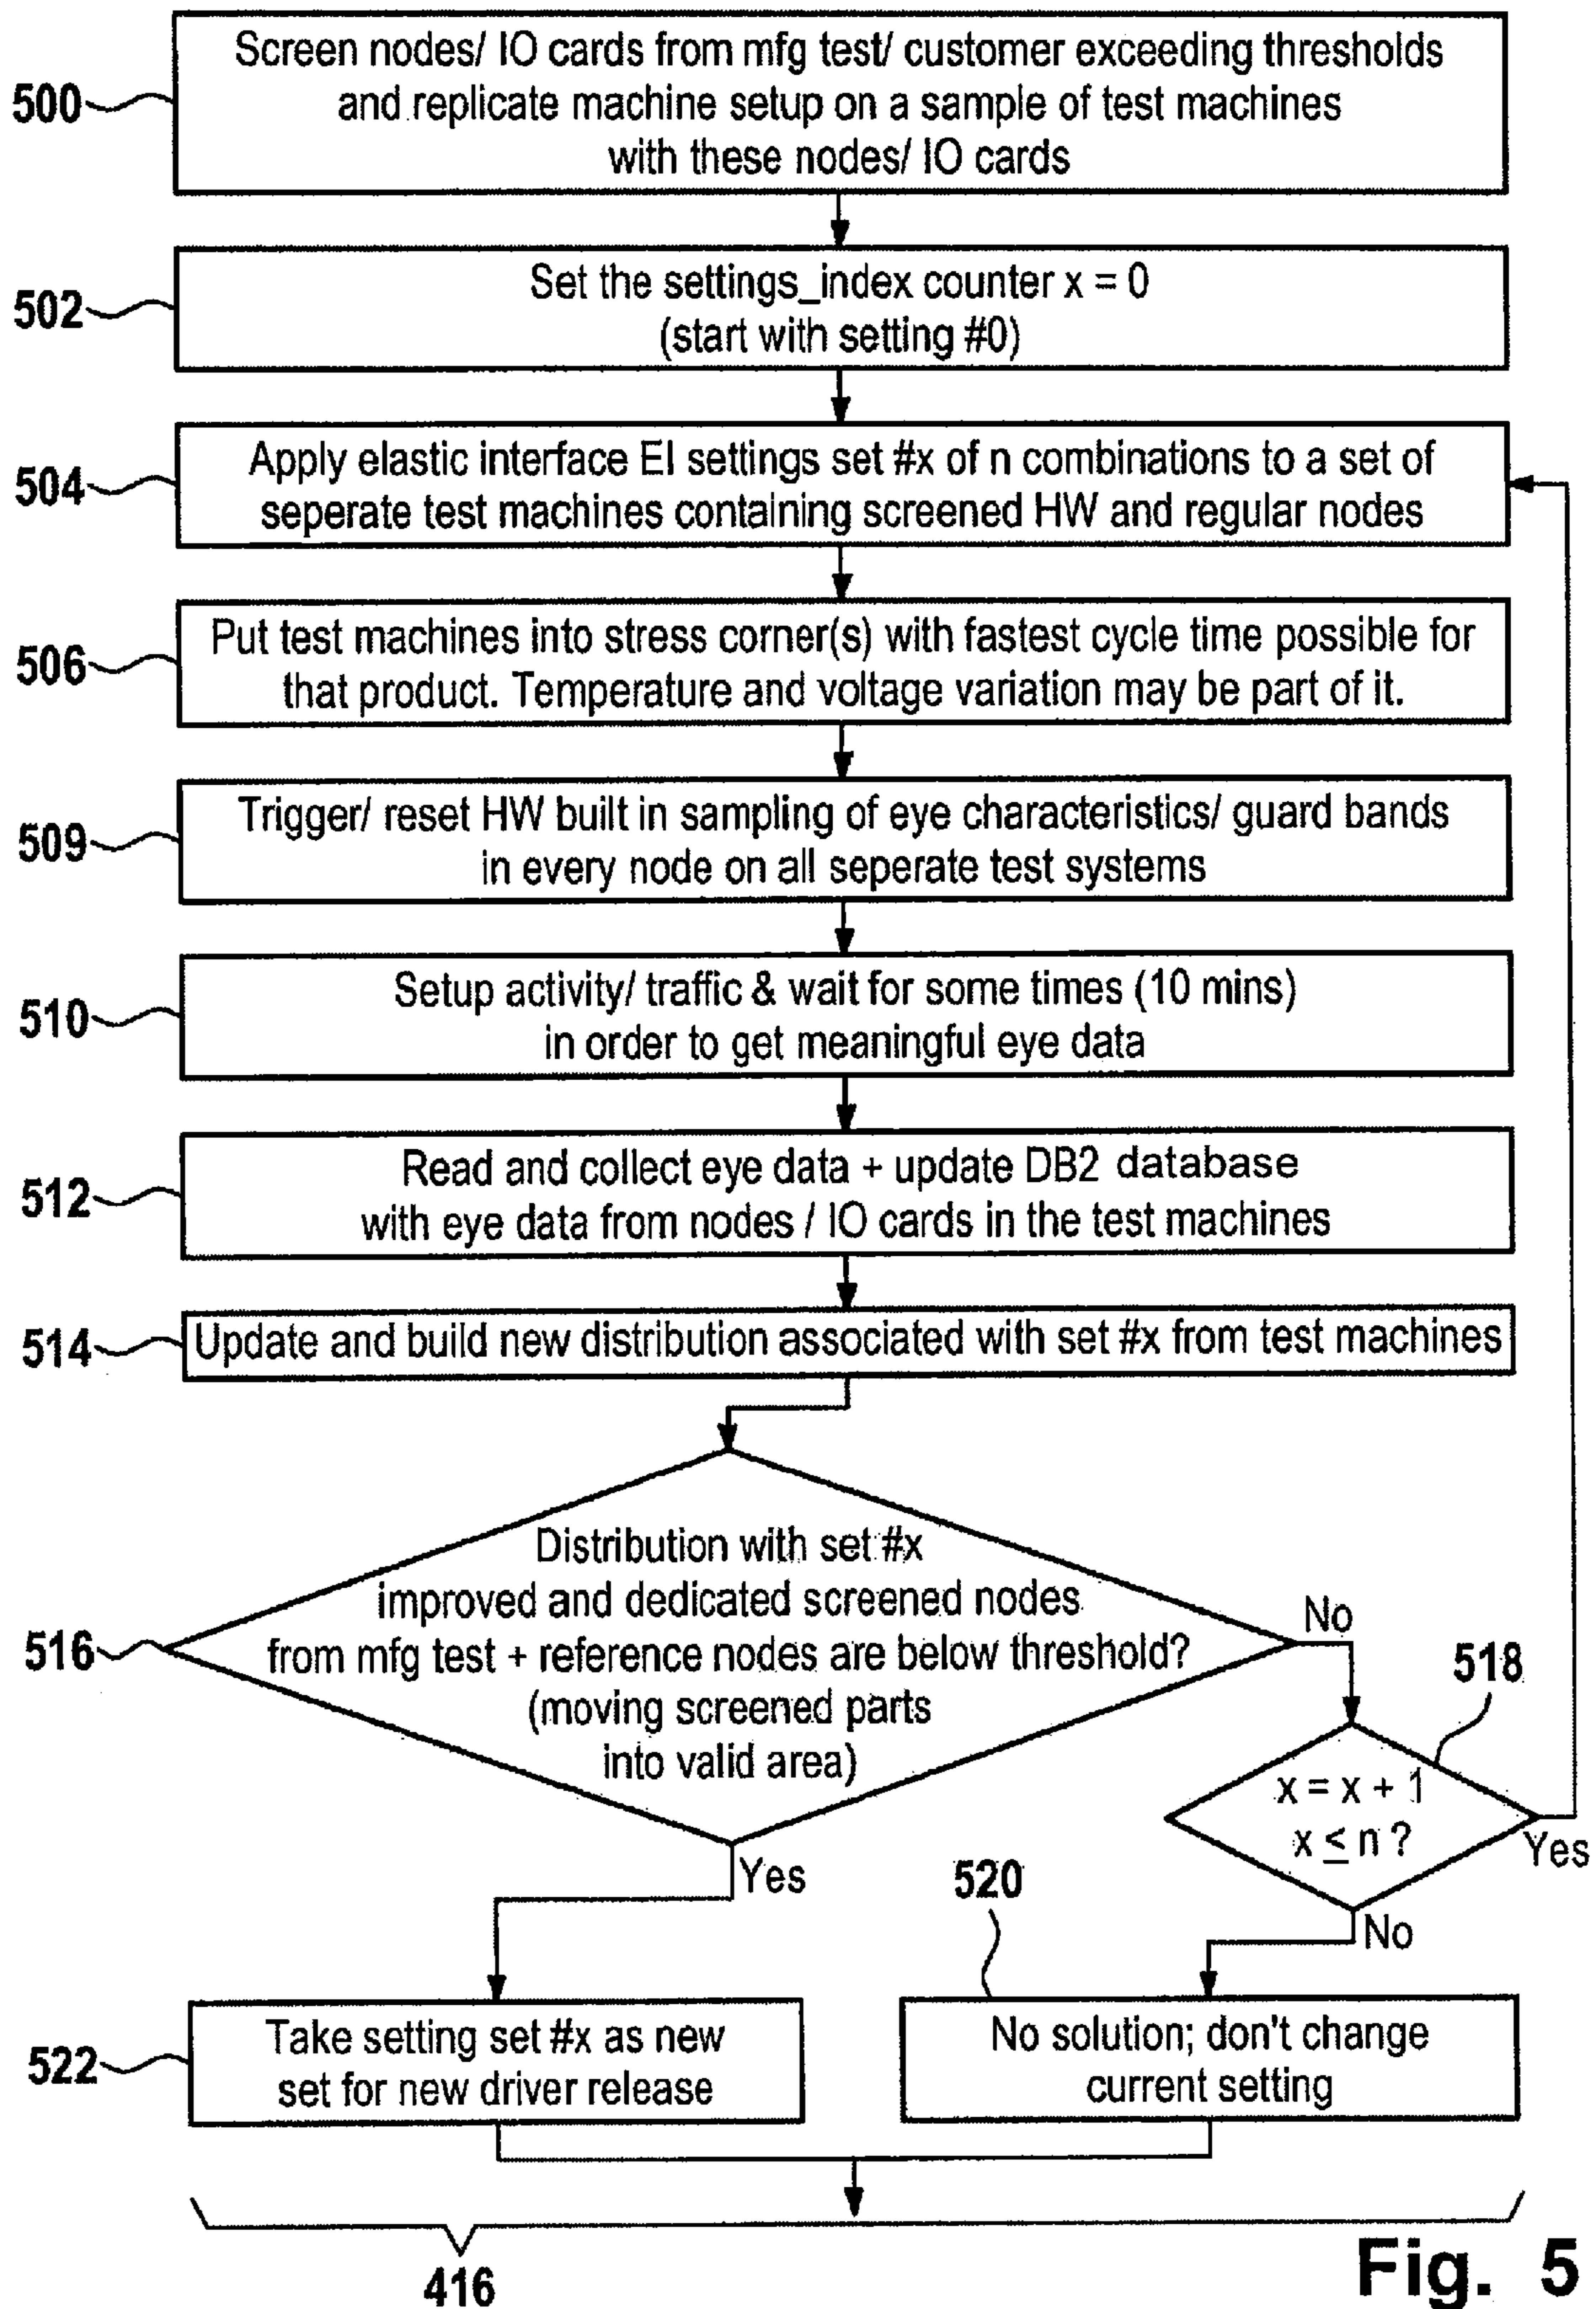 Screen nodes/ IO cards from mfg test/ customer exceeding thresholds
and replicate machine setup on a sample of test machines
with these nodes/ IO cards
500
Set the settings_index counter x = 0
(start with setting #0)
502
Apply elastic interface EI settings set #x of n combinations to a set of
seperate test machines containing screened HW and regular nodes
504
Put test machines into stress corner(s) with fastest cycle time possible for
that product. Temperature and voltage variation may be part of it.
506
Trigger/ reset HW built in sampling of eye characteristics/ guard bands
in every node on all seperate test systems
509
Setup activity/ traffic & wait for some times (10 mins)
in order to get meaningful eye data
510
Read and collect eye data + update DB2 database
with eye data from nodes / IO cards in the test machines
512
Update and build new distribution associated with set #x from test machines
514
Distribution with set #x
improved and dedicated screened nodes
from mfg test + reference nodes are below threshold?
(moving screened parts
into valid area)
516
No
518
x = x + 1
x ≤ n ?
Yes
Yes
520
No
Take setting set #x as new
set for new driver release
522
No solution; don't change
current setting
416
Fig. 5